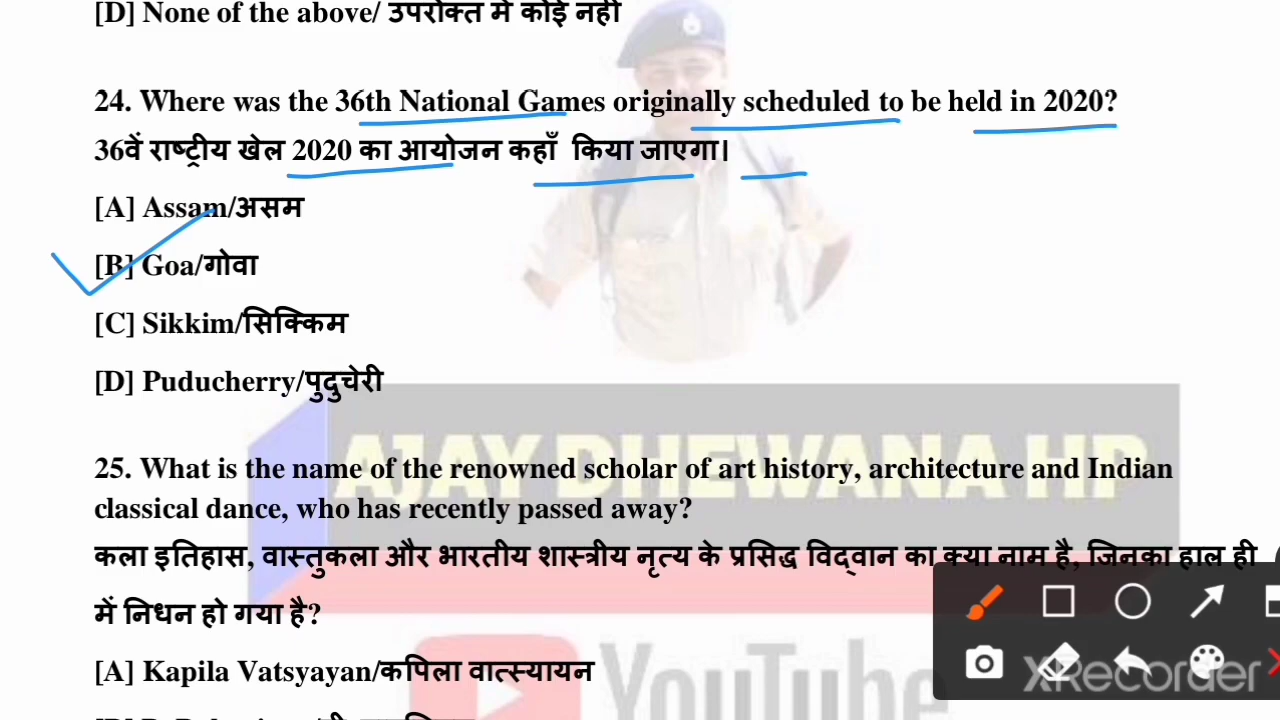 [D] None of the above/ उपरोक्त में कोई नहीं
24. Where was the 36th National Games originally scheduled to be held in 2020?
36वें राष्ट्रीय खेल 2020 का आयोजन कहाँ किया जाएगा।
[A] Assam/असम
[B] Goa/गोवा
[C] Sikkim/सिक्किम
[D] Puducherry/पुदुचेरी
AJAY DHEWANA HP
25. What is the name of the renowned scholar of art history, architecture and Indian
classical dance, who has recently passed away?
कला इतिहास, वास्तुकला और भारतीय शास्त्रीय नृत्य के प्रसिद्ध विद्वान का क्या नाम है, जिनका हाल ही
में निधन हो गया है?
[A] Kapila Vatsyayan/कपिला वात्स्यायन
YouTube
XRecorder